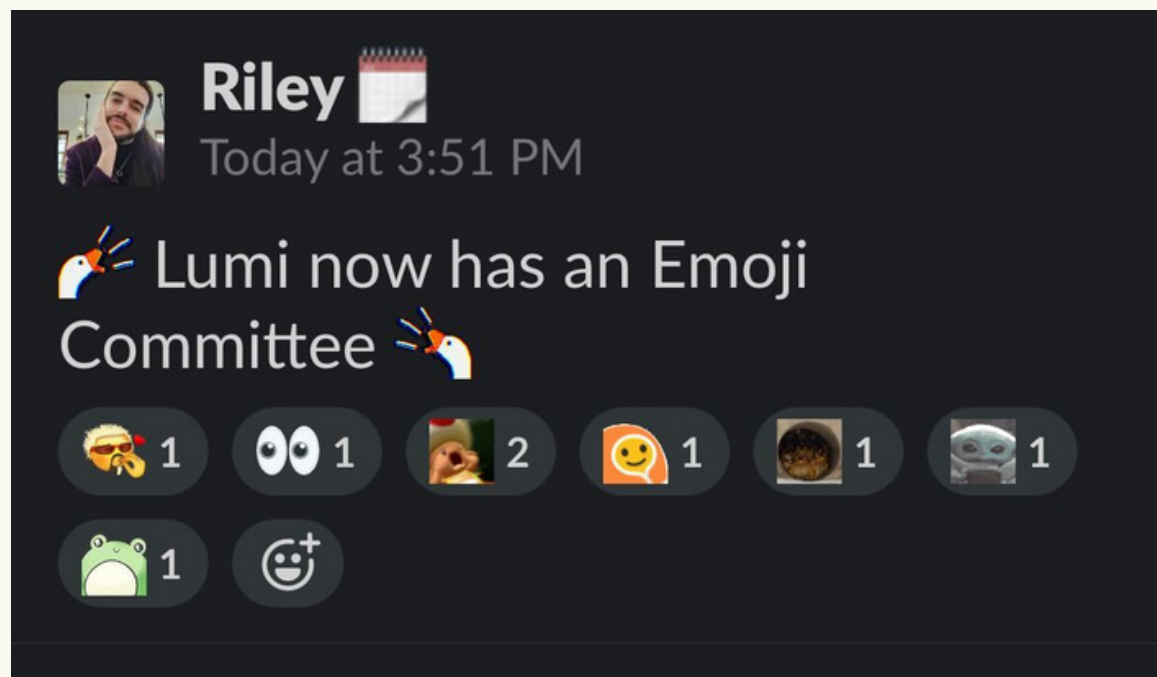 Riley
Today at 3:51 PM
Lumi now has an Emoji
Committee
1 1 2 1 1 1
1